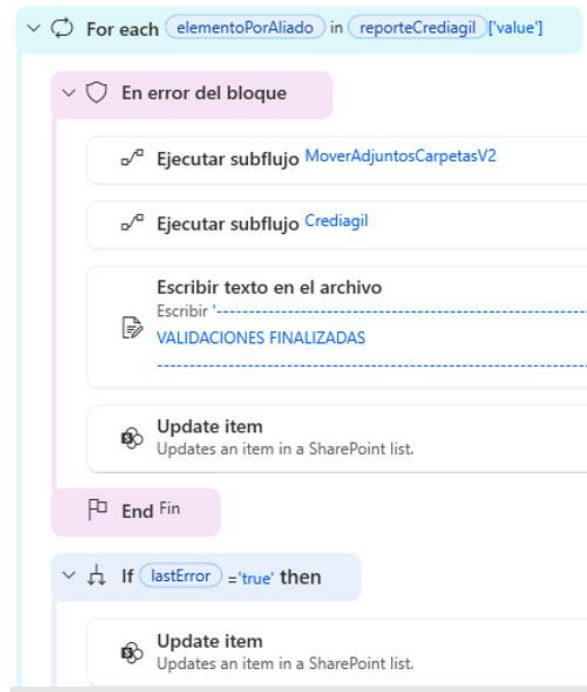 For each elementoPorAliado in reporteCrediagil ['value']
En error del bloque
Ejecutar subflujo MoverAdjuntosCarpetasV2
Ejecutar subflujo Crediagil
Escribir texto en el archivo
Escribir '--------------------------------------------------
VALIDACIONES FINALIZADAS
----------------------------------------------------------
Update item
Updates an item in a SharePoint list.
End Fin
If lastError ='true' then
Update item
Updates an item in a SharePoint list.